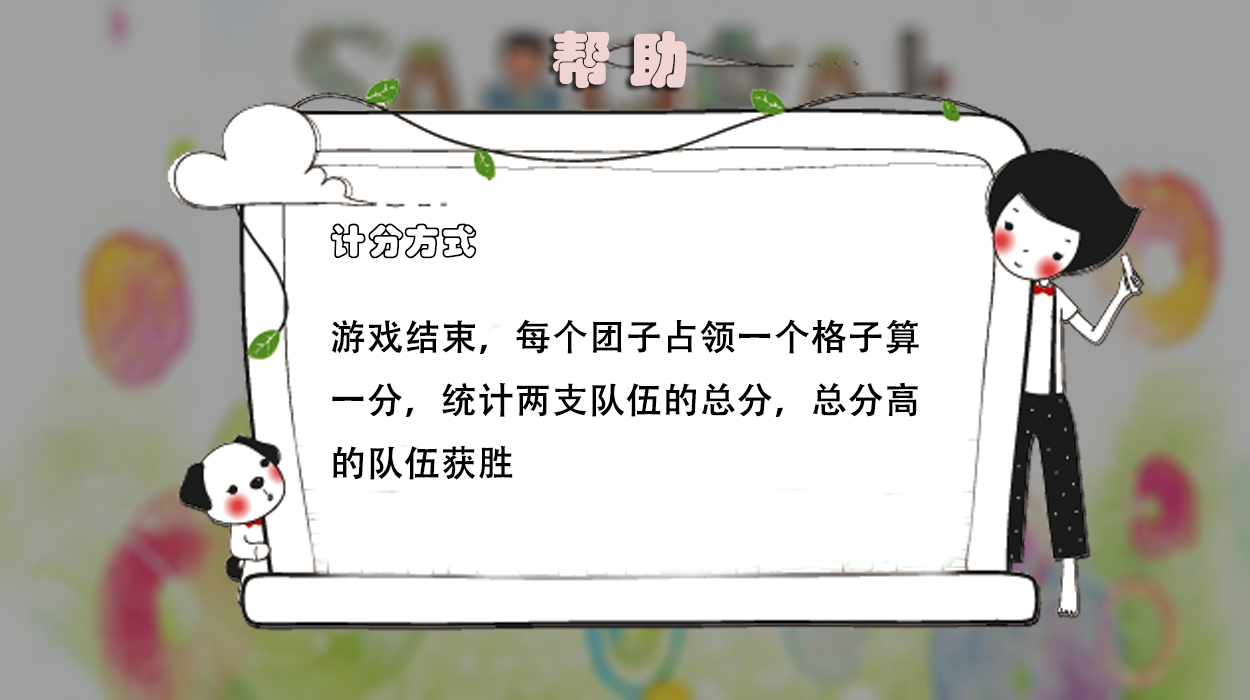 帮助
计分方式
游戏结束，每个团子占领一个格子算
一分，统计两支队伍的总分，总分高
的队伍获胜